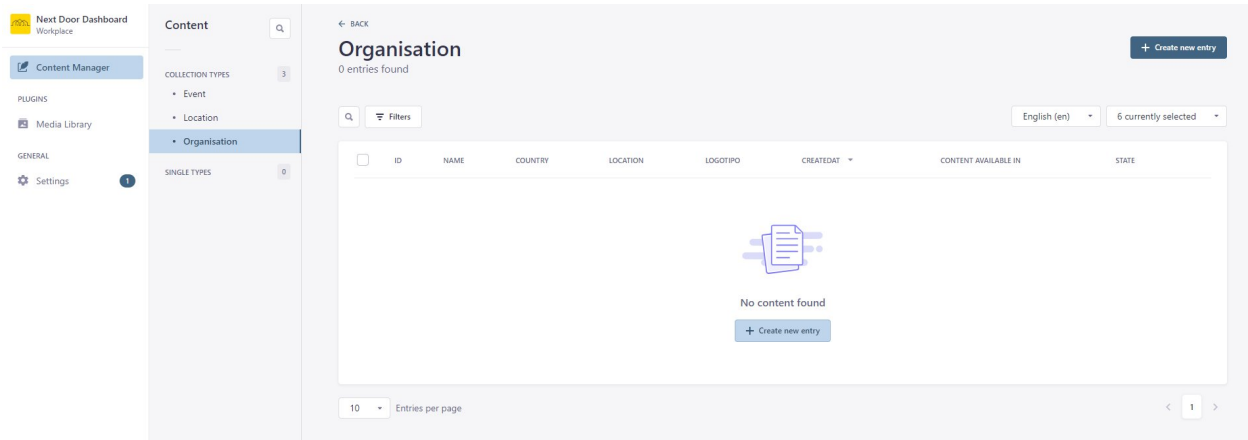 Next Door Dashboard
Workplace
Content Manager
PLUGINS
Media Library
GENERAL
Settings
1
Content
COLLECTION TYPES 3
• Event
• Location
• Organisation
SINGLE TYPES 0
← BACK
Organisation
0 entries found
+ Create new entry
Filters
English (en)
6 currently selected
ID NAME COUNTRY LOCATION LOGOTIPO CREATEDAT CONTENT AVAILABLE IN STATE
No content found
+ Create new entry
10 Entries per page
< 1 >